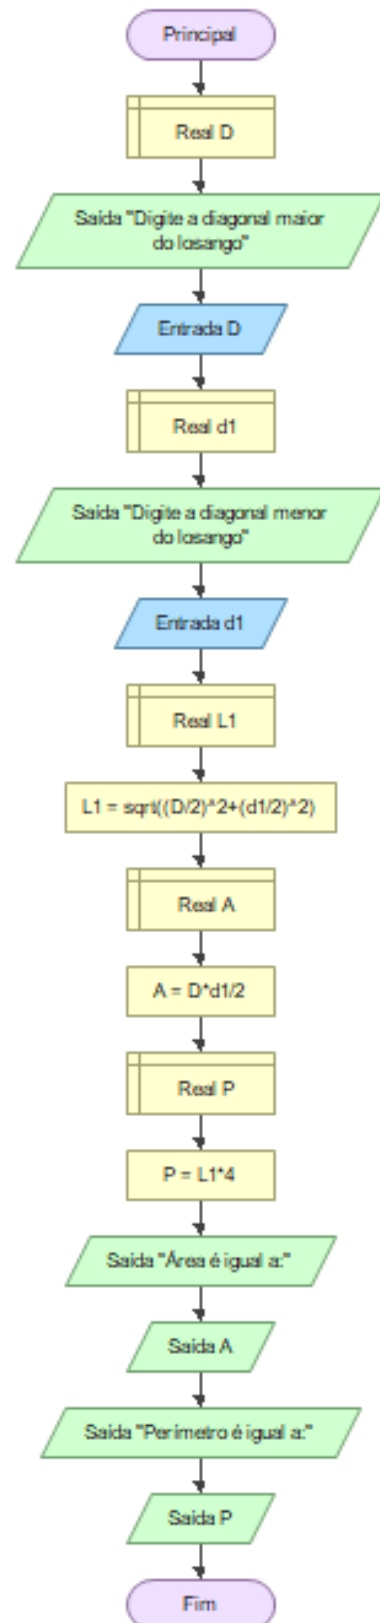 Principal
Real D
Saída "Digite a diagonal maior
do losango"
Entrada D
Real d1
Saída "Digite a diagonal menor
do losango"
Entrada d1
Real L1
L1 = sqrt((D/2)^2+(d1/2)^2)
Real A
A = D*d1/2
Real P
P = L1*4
Saída "Área é igual a:"
Saída A
Saída "Perímetro é igual a:"
Saída P
Fim